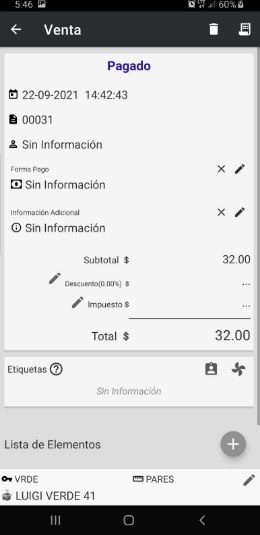 5:46 60%
Venta
Pagado
22-09-2021 14:42:43
00031
Sin Información
Forma Pago
Sin Información
Información Adicional
Sin Información
Subtotal $ 32.00
Descuento(0.00%) $ ...
Impuesto $ ...
Total $ 32.00
Etiquetas
Sin Información
Lista de Elementos
VRDE PARES
LUIGI VERDE 41